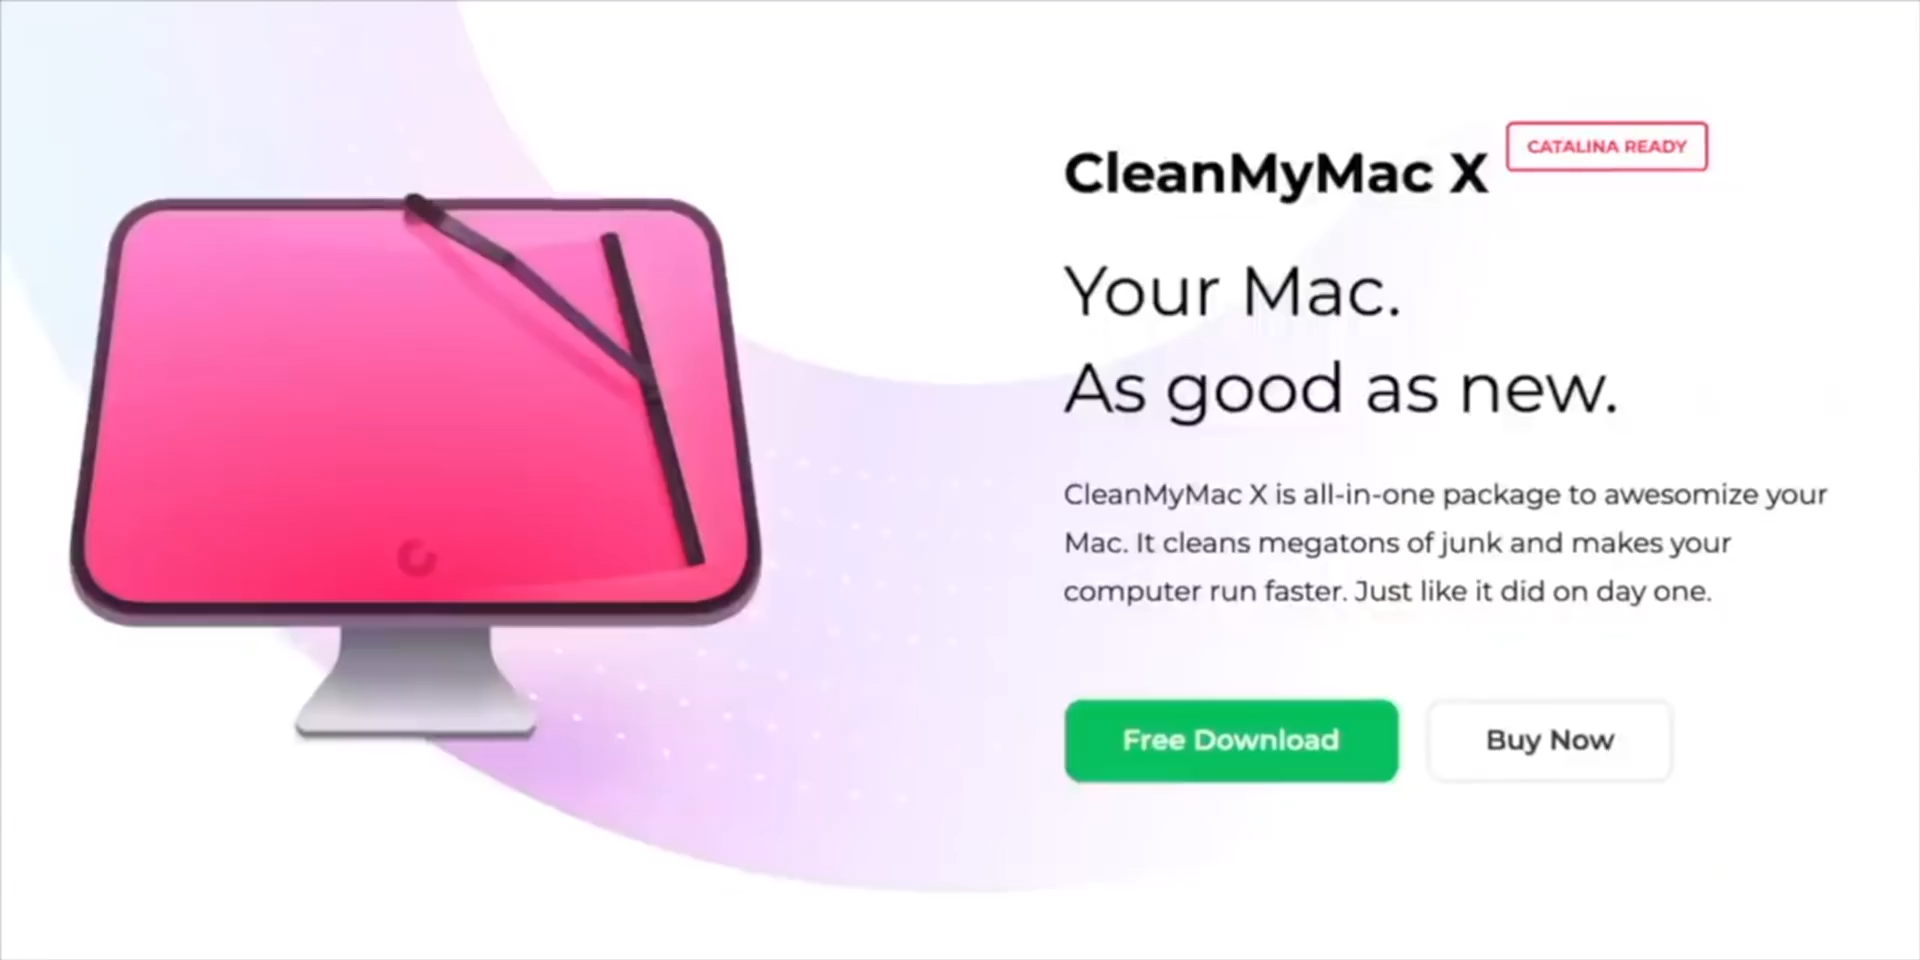 CleanMyMac X
CATALINA READY
Your Mac.
As good as new.
CleanMyMac X is all-in-one package to awesomize your
Mac. It cleans megatons of junk and makes your
computer run faster. Just like it did on day one.
Free Download
Buy Now